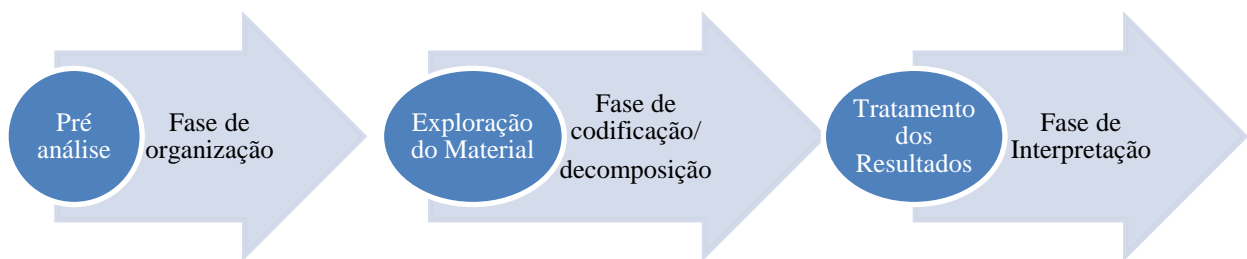 Pré
análise
Fase de
organização
Exploração
do Material
Fase de
codificação/
decomposição
Tratamento
dos
Resultados
Fase de
Interpretação